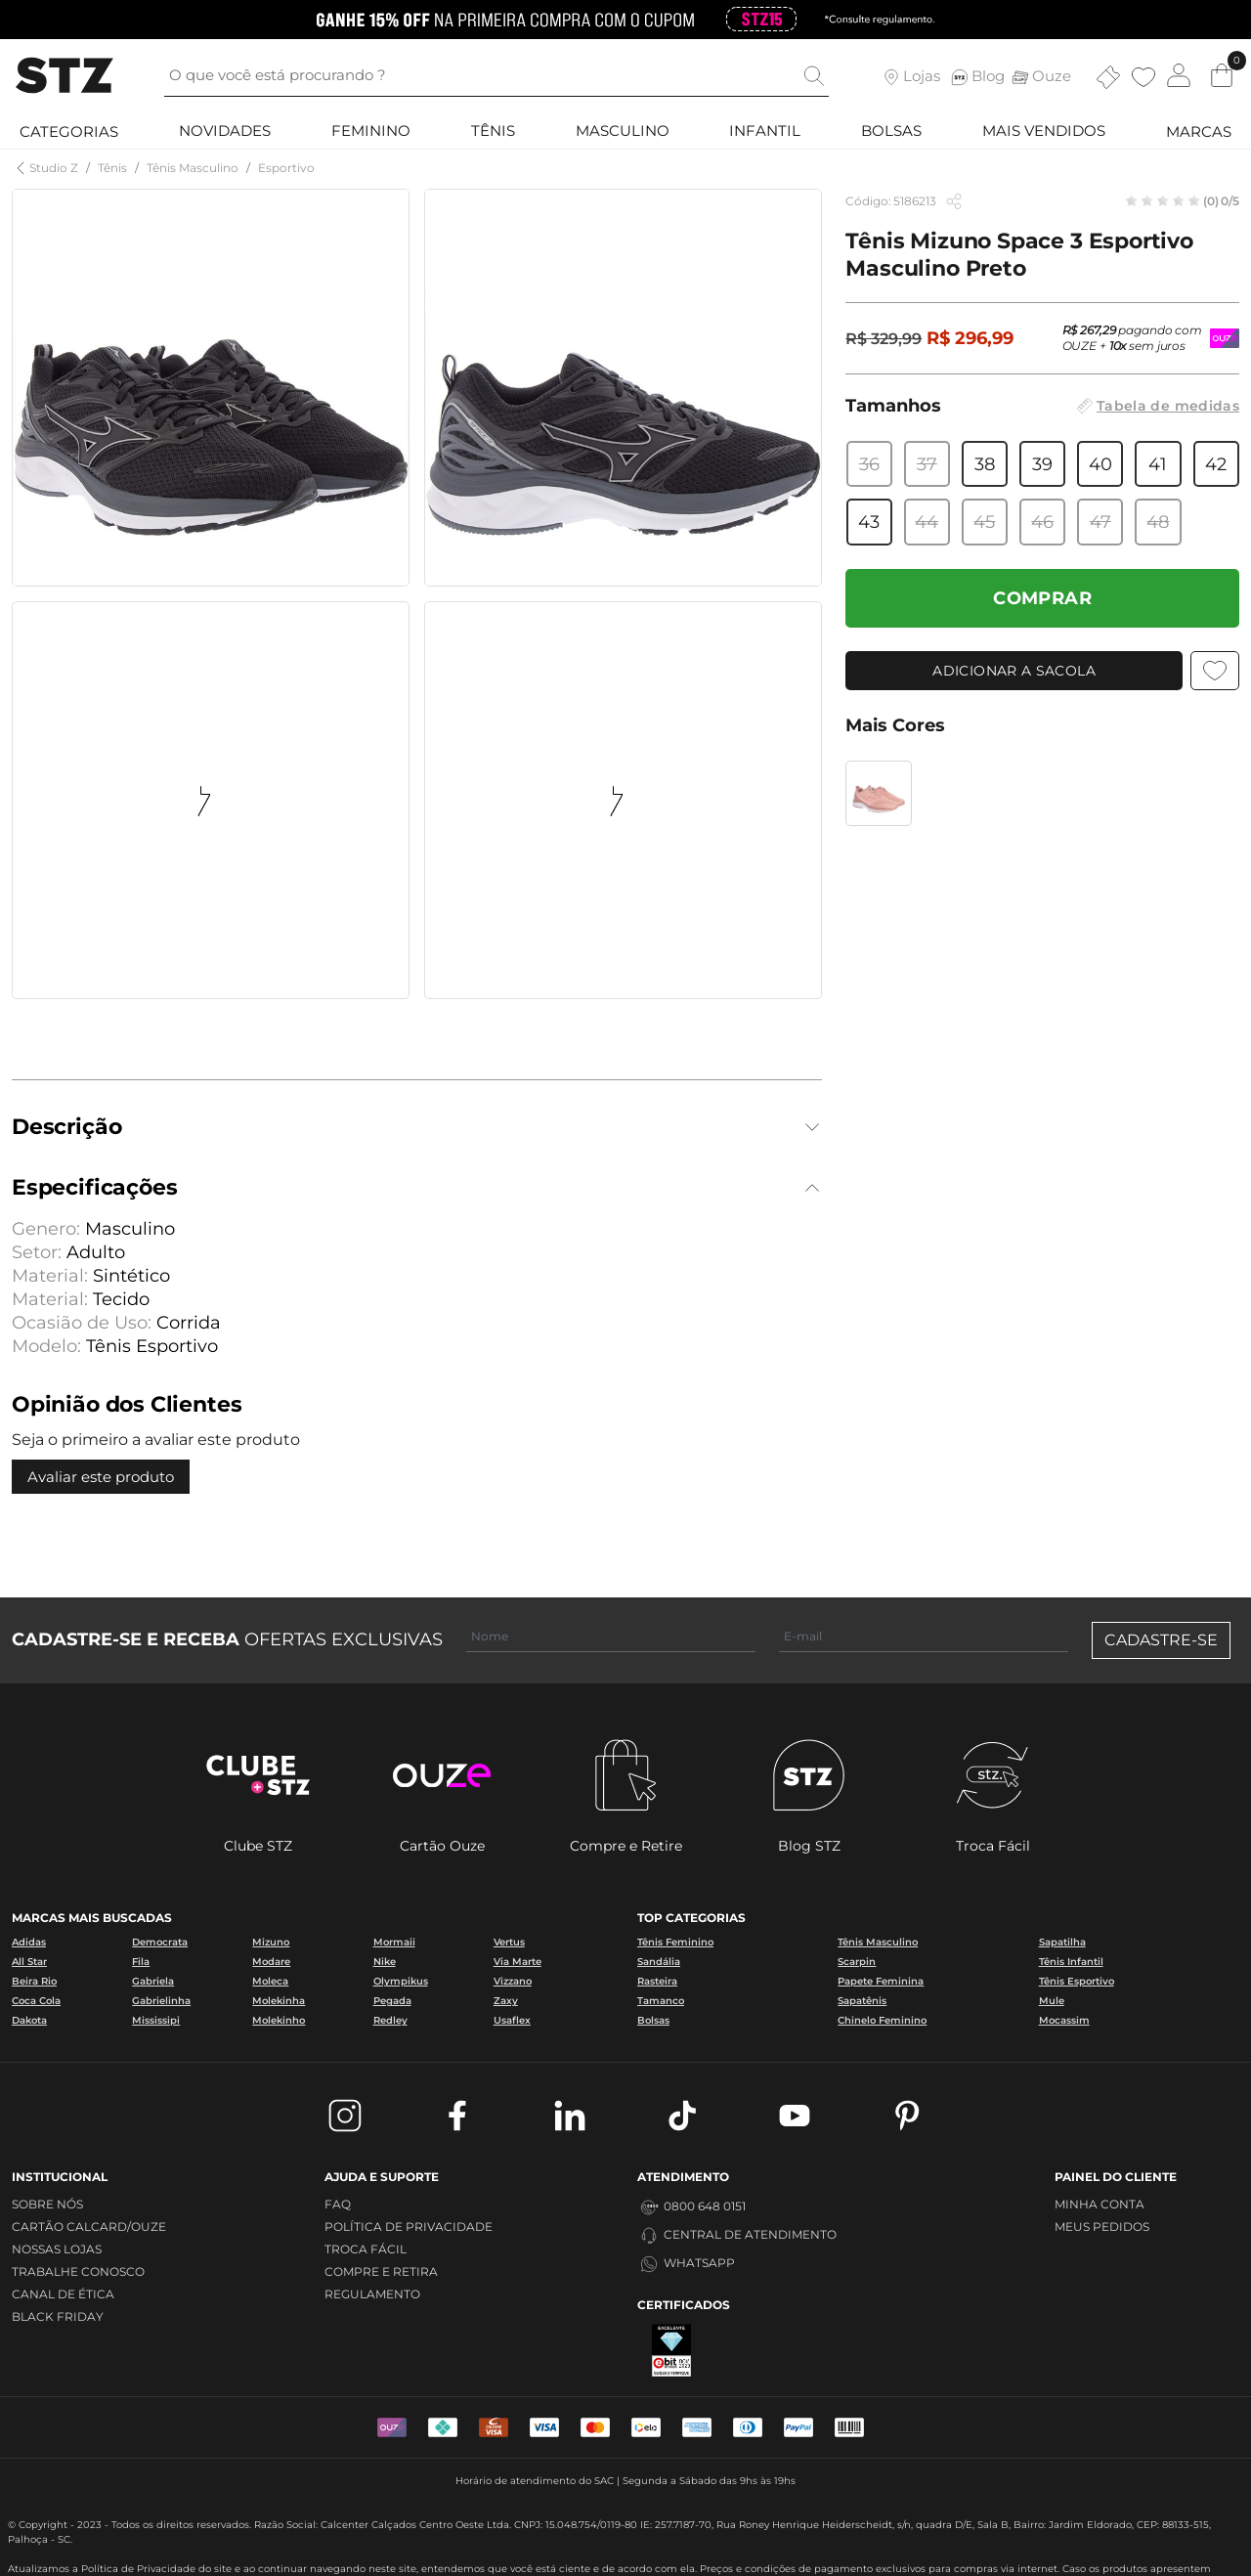 GANHE 15% OFF NA PRIMEIRA COMPRA COM O CUPOM STZ15 *Consulte regulamento.
STZ
O que você está procurando ?
Lojas STZ Blog Ouze 0
CATEGORIAS NOVIDADES FEMININO TÊNIS MASCULINO INFANTIL BOLSAS MAIS VENDIDOS MARCAS
Studio Z / Tênis / Tênis Masculino / Esportivo
Código: 5186213 (0) 0/5
Tênis Mizuno Space 3 Esportivo
Masculino Preto
R$ 329,99 R$ 296,99
R$ 267,29 pagando com
OUZE + 10x sem juros
OUZ
Tamanhos
Tabela de medidas
36 37 38 39 40 41 42
43 44 45 46 47 48
COMPRAR
ADICIONAR A SACOLA
Mais Cores
Descrição
Especificações
Genero: Masculino
Setor: Adulto
Material: Sintético
Material: Tecido
Ocasião de Uso: Corrida
Modelo: Tênis Esportivo
Opinião dos Clientes
Seja o primeiro a avaliar este produto
Avaliar este produto
CADASTRE-SE E RECEBA OFERTAS EXCLUSIVAS Nome E-mail CADASTRE-SE
CLUBE
+STZ
ouze
STZ
stz.
Clube STZ Cartão Ouze Compre e Retire Blog STZ Troca Fácil
MARCAS MAIS BUSCADAS TOP CATEGORIAS
Adidas Democrata Mizuno Mormaii Vertus Tênis Feminino Tênis Masculino Sapatilha
All Star Fila Modare Nike Via Marte Sandália Scarpin Tênis Infantil
Beira Rio Gabriela Moleca Olympikus Vizzano Rasteira Papete Feminina Tênis Esportivo
Coca Cola Gabrielinha Molekinha Pegada Zaxy Tamanco Sapatênis Mule
Dakota Mississipi Molekinho Redley Usaflex Bolsas Chinelo Feminino Mocassim
INSTITUCIONAL
SOBRE NÓS
CARTÃO CALCARD/OUZE
NOSSAS LOJAS
TRABALHE CONOSCO
CANAL DE ÉTICA
BLACK FRIDAY
AJUDA E SUPORTE
FAQ
POLÍTICA DE PRIVACIDADE
TROCA FÁCIL
COMPRE E RETIRA
REGULAMENTO
ATENDIMENTO
0800 648 0151
CENTRAL DE ATENDIMENTO
WHATSAPP
CERTIFICADOS
EXCELENTE
ebit
PAINEL DO CLIENTE
MINHA CONTA
MEUS PEDIDOS
OUZ VISA VISA elo PayPal
Horário de atendimento do SAC | Segunda a Sábado das 9hs às 19hs
© Copyright - 2023 - Todos os direitos reservados. Razão Social: Calcenter Calçados Centro Oeste Ltda. CNPJ: 15.048.754/0119-80 IE: 257.7187-70, Rua Roney Henrique Heiderscheidt, s/n, quadra D/E, Sala B, Bairro: Jardim Eldorado, CEP: 88133-515,
Palhoça - SC.
Atualizamos a Política de Privacidade do site e ao continuar navegando neste site, entendemos que você está ciente e de acordo com ela. Preços e condições de pagamento exclusivos para compras via internet. Caso os produtos apresentem